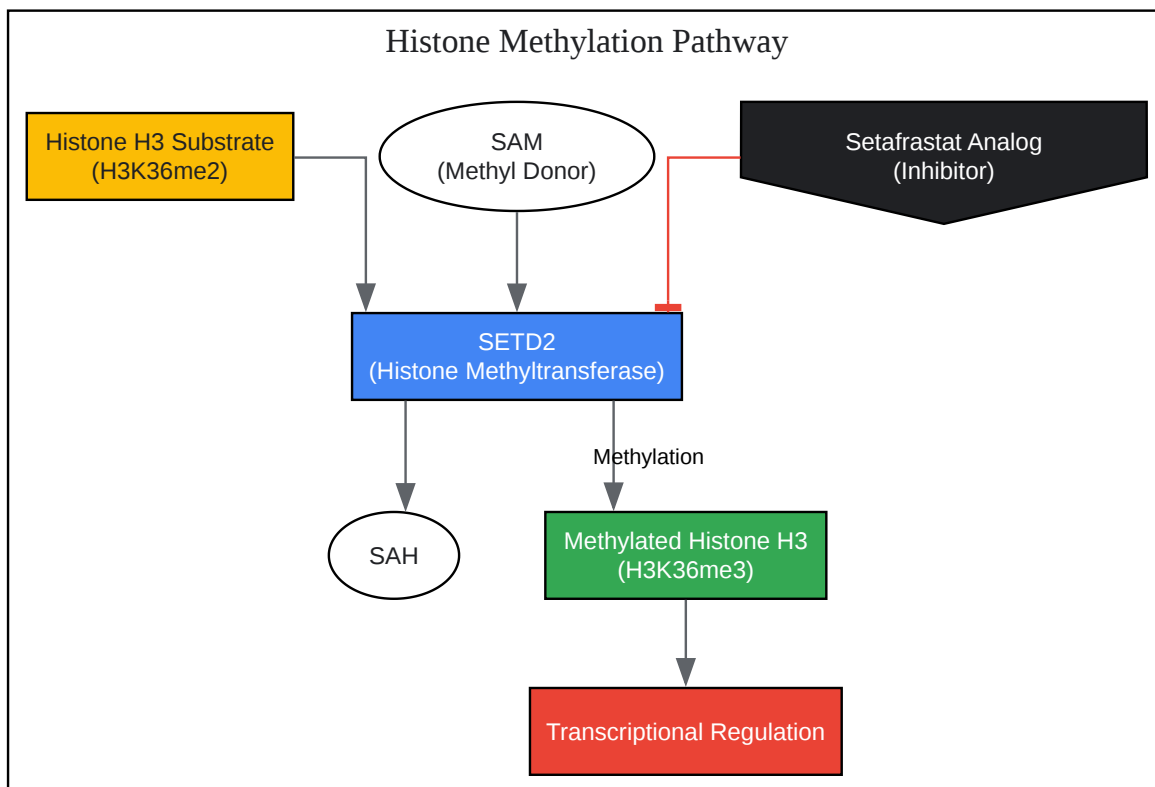 Histone Methylation Pathway
Histone H3 Substrate
(H3K36me2)
SAM
(Methyl Donor)
Setafrastat Analog
(Inhibitor)
SETD2
(Histone Methyltransferase)
Methylation
SAH
Methylated Histone H3
(H3K36me3)
Transcriptional Regulation